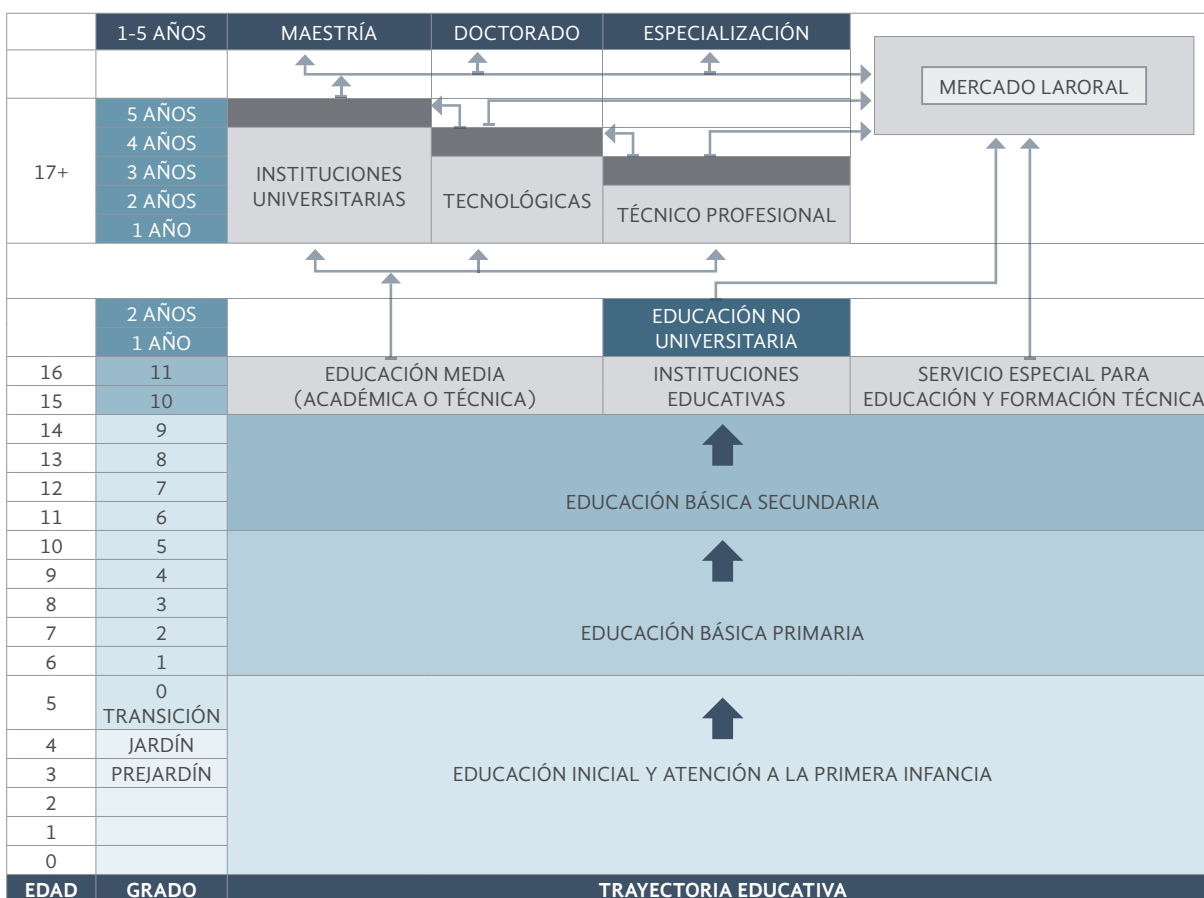 1-5 AÑOS MAESTRÍA DOCTORADO ESPECIALIZACIÓN
MERCADO LARORAL
17+
5 AÑOS
4 AÑOS
3 AÑOS
2 AÑOS
1 AÑO
INSTITUCIONES
UNIVERSITARIAS
TECNOLÓGICAS
TÉCNICO PROFESIONAL
2 AÑOS
1 AÑO
EDUCACIÓN NO
UNIVERSITARIA
16 11
15 10
EDUCACIÓN MEDIA
(ACADÉMICA O TÉCNICA)
INSTITUCIONES
EDUCATIVAS
SERVICIO ESPECIAL PARA
EDUCACIÓN Y FORMACIÓN TÉCNICA
14 9
13 8
12 7
11 6
EDUCACIÓN BÁSICA SECUNDARIA
10 5
9 4
8 3
7 2
6 1
EDUCACIÓN BÁSICA PRIMARIA
5 0
TRANSICIÓN
4 JARDÍN
3 PREJARDÍN
2
1
0
EDUCACIÓN INICIAL Y ATENCIÓN A LA PRIMERA INFANCIA
EDAD GRADO TRAYECTORIA EDUCATIVA